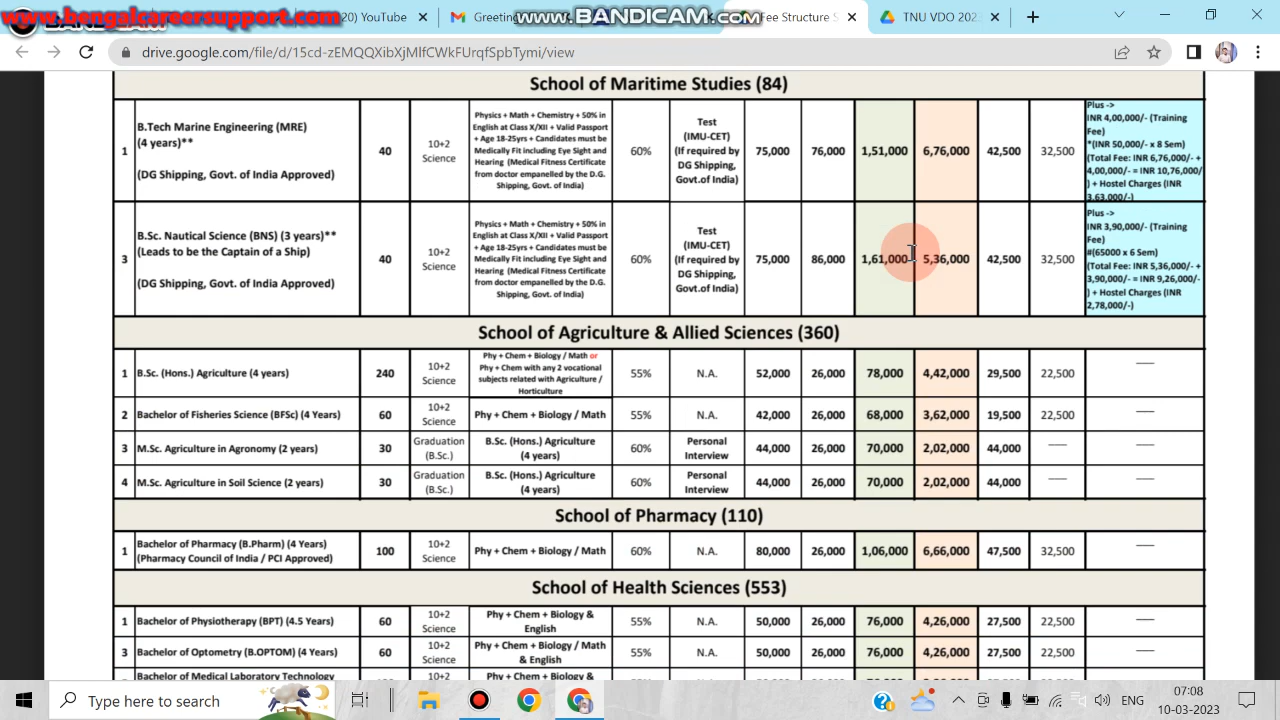 www.bengalcareersupport.com
20) YouTube
Greeting
www.BANDICAM.com
TNU VDO 202
drive.google.com/file/d/15cd-zEMQQXibXjMIfCWkFUrqfSpbTymi/view
School of Maritime Studies (84)
1 B.Tech Marine Engineering (MRE)
(4 years)**
(DG Shipping, Govt. of India Approved)
40
10+2
Science
Physics + Math + Chemistry + 50% in
English at Class X/XII + Valid Passport
+ Age 18-25yrs + Candidates must be
Medically Fit including Eye Sight and
Hearing (Medical Fitness Certificate
from doctor empanelled by the D.G.
Shipping, Govt. of India)
60%
Test
(IMU-CET)
(If required by
DG Shipping,
Govt.of India)
75,000 76,000 1,51,000 6,76,000 42,500 32,500
Plus ->
INR 4,00,000/- (Training
Fee)
*(INR 50,000/- x 8 Sem)
(Total Fee: INR 6,76,000/- +
4,00,000/- = INR 10,76,000/-
) + Hostel Charges (INR
3,63,000/-)
3 B.Sc. Nautical Science (BNS) (3 years)**
(Leads to be the Captain of a Ship)
(DG Shipping, Govt. of India Approved)
40
10+2
Science
Physics + Math + Chemistry + 50% in
English at Class X/XII + Valid Passport
+ Age 18-25yrs + Candidates must be
Medically Fit including Eye Sight and
Hearing (Medical Fitness Certificate
from doctor empanelled by the D.G.
Shipping, Govt. of India)
60%
Test
(IMU-CET)
(If required by
DG Shipping,
Govt.of India)
75,000 86,000 1,61,000 5,36,000 42,500 32,500
Plus ->
INR 3,90,000/- (Training
Fee)
#(65000 x 6 Sem)
(Total Fee: INR 5,36,000/- +
3,90,000/- = INR 9,26,000/-
) + Hostel Charges (INR
2,78,000/-)
School of Agriculture & Allied Sciences (360)
1 B.Sc. (Hons.) Agriculture (4 years) 240
10+2
Science
Phy + Chem + Biology / Math or
Phy + Chem with any 2 vocational
subjects related with Agriculture /
Horticulture
55% N.A. 52,000 26,000 78,000 4,42,000 29,500 22,500
2 Bachelor of Fisheries Science (BFSc) (4 Years) 60
10+2
Science
Phy + Chem + Biology / Math 55% N.A. 42,000 26,000 68,000 3,62,000 19,500 22,500
3 M.Sc. Agriculture in Agronomy (2 years) 30
Graduation
(B.Sc.)
B.Sc. (Hons.) Agriculture
(4 years)
60%
Personal
Interview
44,000 26,000 70,000 2,02,000 44,000
4 M.Sc. Agriculture in Soil Science (2 years) 30
Graduation
(B.Sc.)
B.Sc. (Hons.) Agriculture
(4 years)
60%
Personal
Interview
44,000 26,000 70,000 2,02,000 44,000
School of Pharmacy (110)
1 Bachelor of Pharmacy (B.Pharm) (4 Years)
(Pharmacy Council of India / PCI Approved)
100
10+2
Science
Phy + Chem + Biology / Math 60% N.A. 80,000 26,000 1,06,000 6,66,000 47,500 32,500
School of Health Sciences (553)
1 Bachelor of Physiotherapy (BPT) (4.5 Years) 60
10+2
Science
Phy + Chem + Biology &
English
55% N.A. 50,000 26,000 76,000 4,26,000 27,500 22,500
3 Bachelor of Optometry (B.OPTOM) (4 Years) 60
10+2
Science
Phy + Chem + Biology / Math
& English
55% N.A. 50,000 26,000 76,000 4,26,000 27,500 22,500
Bachelor of Medical Laboratory Technology
10+2
Phy + Chem + Biology &
Type here to search
ENG
07:08
10-03-2023